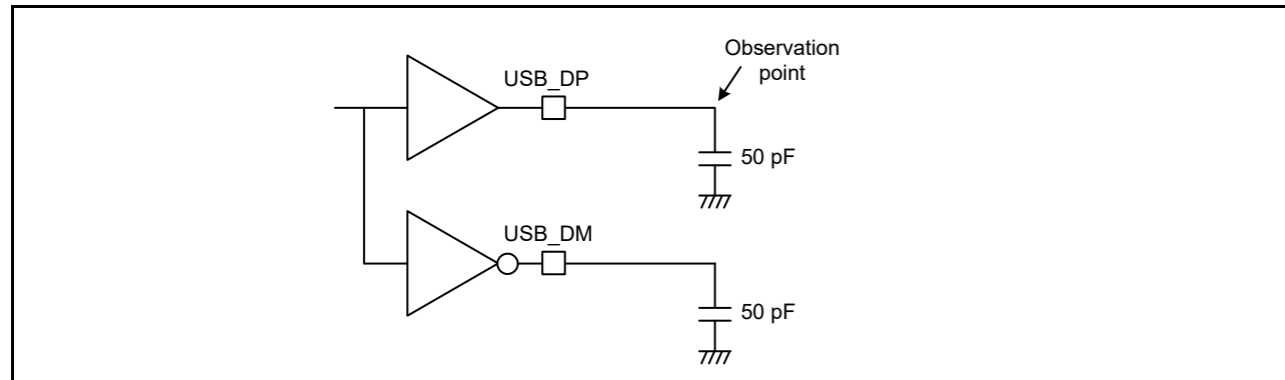 Observation
point
USB_DP
50 pF
USB_DM
50 pF